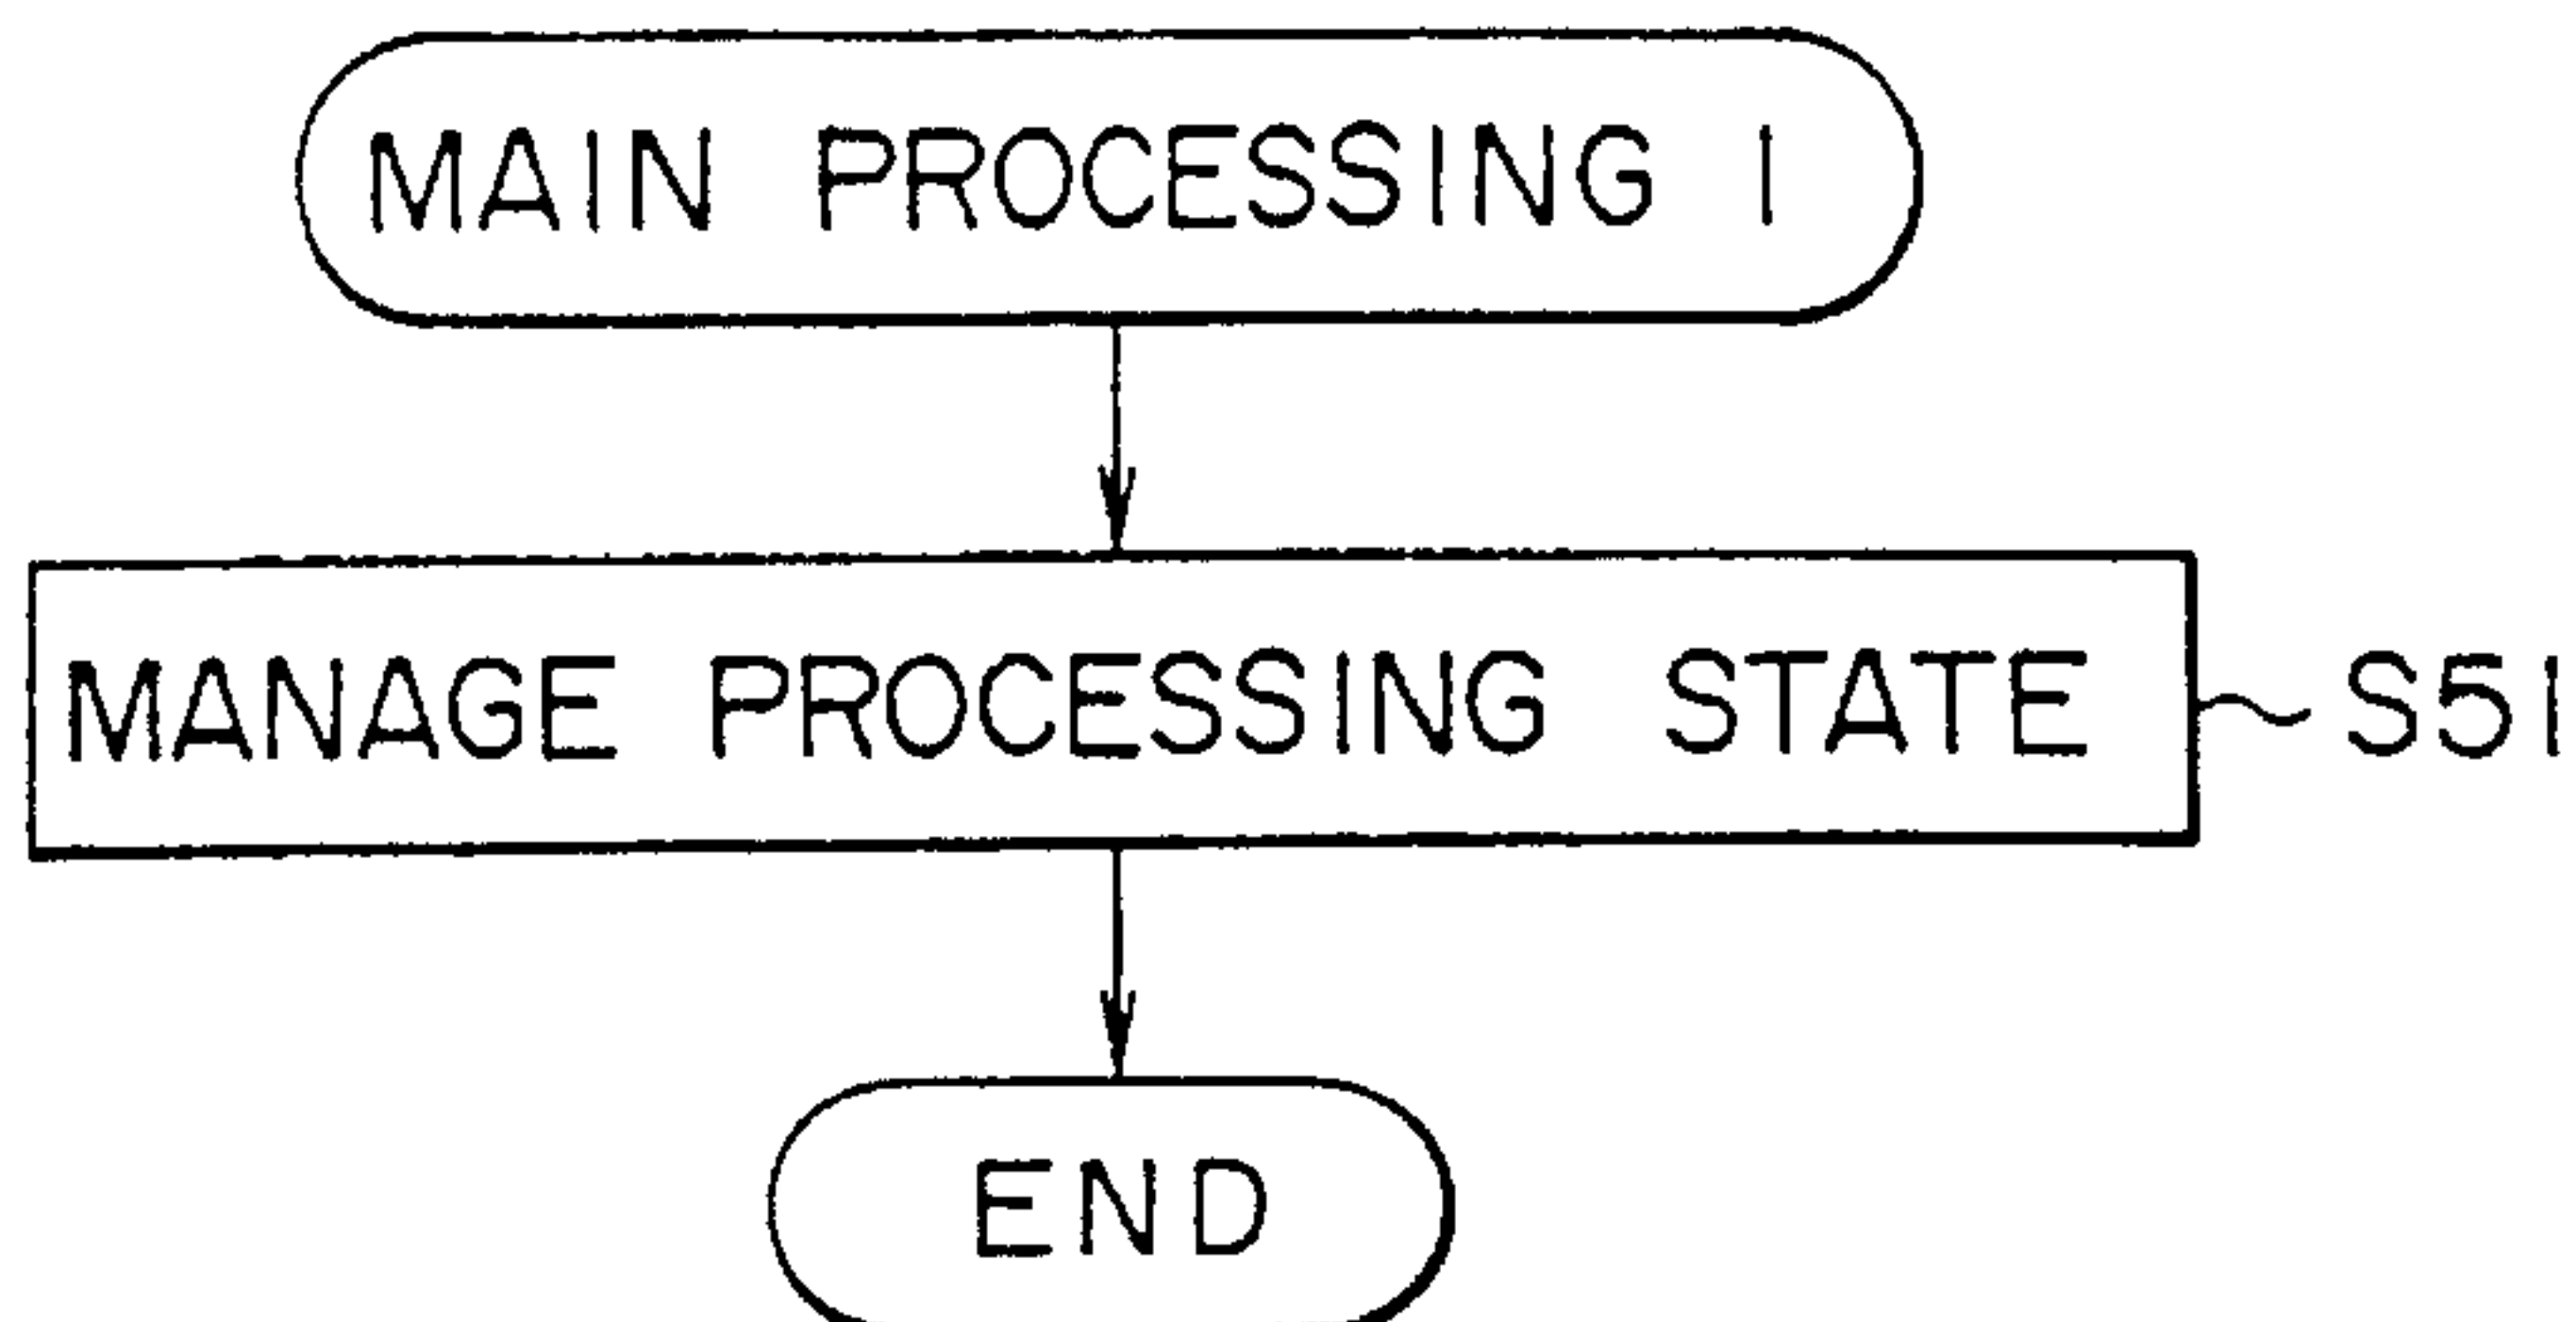 MAIN PROCESSING 1
MANAGE PROCESSING STATE S51
END